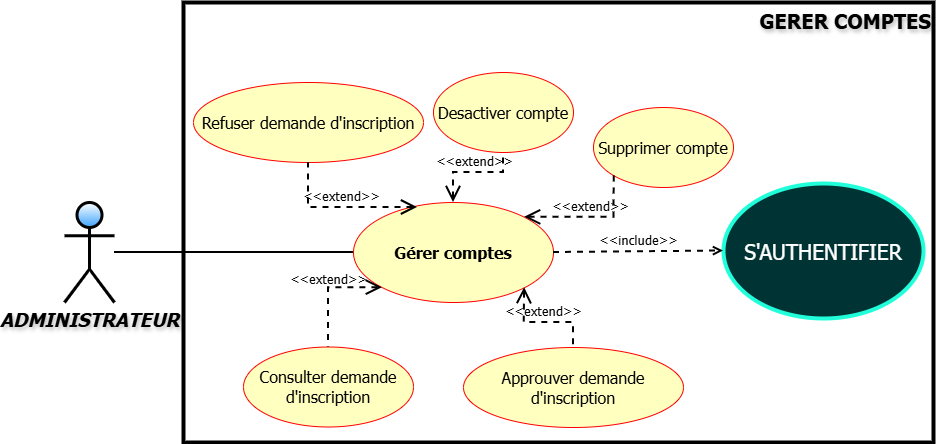 GERER COMPTES
Refuser demande d'inscription
Desactiver compte
Supprimer compte
<<extend>>
<<extend>>
<<extend>>
<<extend>>
<<include>>
Gérer comptes
S'AUTHENTIFIER
<<extend>>
<<extend>>
ADMINISTRATEUR
Consulter demande
d'inscription
Approuver demande
d'inscription